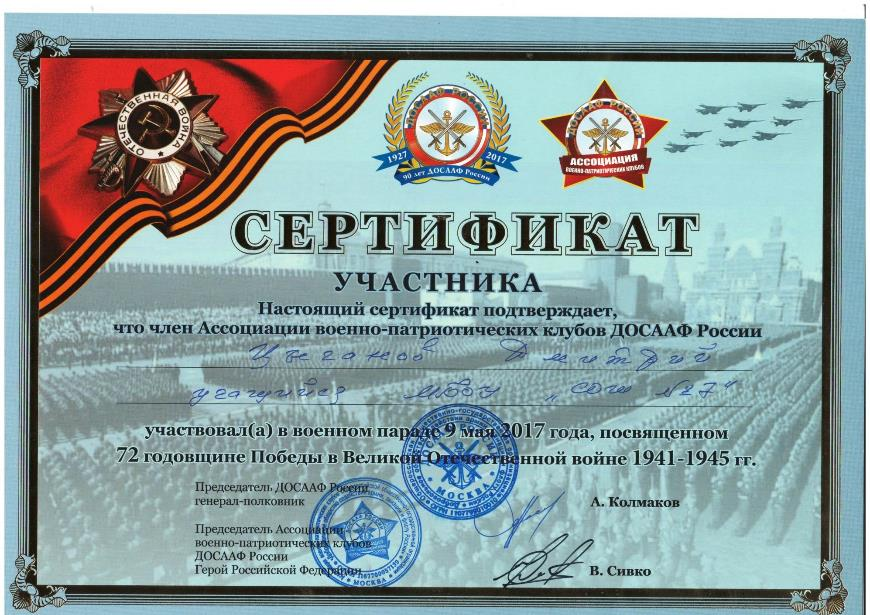 ОТЕЧЕСТВЕННАЯ ВОЙНА
ДОСААФ РОССИИ
1927 2017
90 лет ДОСААФ России
ДОСААФ РОССИИ
АССОЦИАЦИЯ
ВОЕННО-ПАТРИОТИЧЕСКИХ КЛУБОВ
СЕРТИФИКАТ
УЧАСТНИКА
Настоящий сертификат подтверждает,
что член Ассоциации военно-патриотических клубов ДОСААФ России
Цыганков Дмитрий
учащийся МБОУ "СОШ №27"
участвовал(а) в военном параде 9 мая 2017 года, посвященном
72 годовщине Победы в Великой Отечественной войне 1941-1945 гг.
Председатель ДОСААФ России
генерал-полковник
А. Колмаков
Председатель Ассоциации
военно-патриотических клубов
ДОСААФ России
Герой Российской Федерации
В. Сивко
МОСКВА
МОСКВА